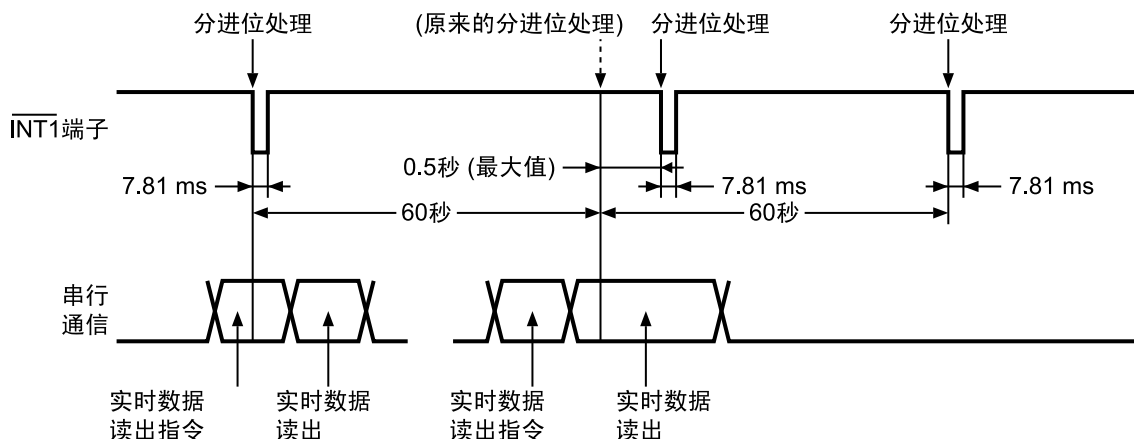 分进位处理
(原来的分进位处理)
分进位处理
分进位处理
INT1端子
0.5秒 (最大值)
7.81 ms
7.81 ms
7.81 ms
60秒
60秒
串行
通信
实时数据
读出指令
实时数据
读出
实时数据
读出指令
实时数据
读出